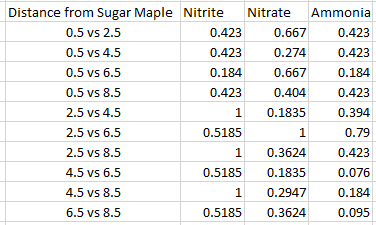 Distance from Sugar Maple Nitrite Nitrate Ammonia
0.5 vs 2.5 0.423 0.667 0.423
0.5 vs 4.5 0.423 0.274 0.423
0.5 vs 6.5 0.184 0.667 0.184
0.5 vs 8.5 0.423 0.404 0.423
2.5 vs 4.5 1 0.1835 0.394
2.5 vs 6.5 0.5185 1 0.79
2.5 vs 8.5 1 0.3624 0.423
4.5 vs 6.5 0.5185 0.1835 0.076
4.5 vs 8.5 1 0.2947 0.184
6.5 vs 8.5 0.5185 0.3624 0.095